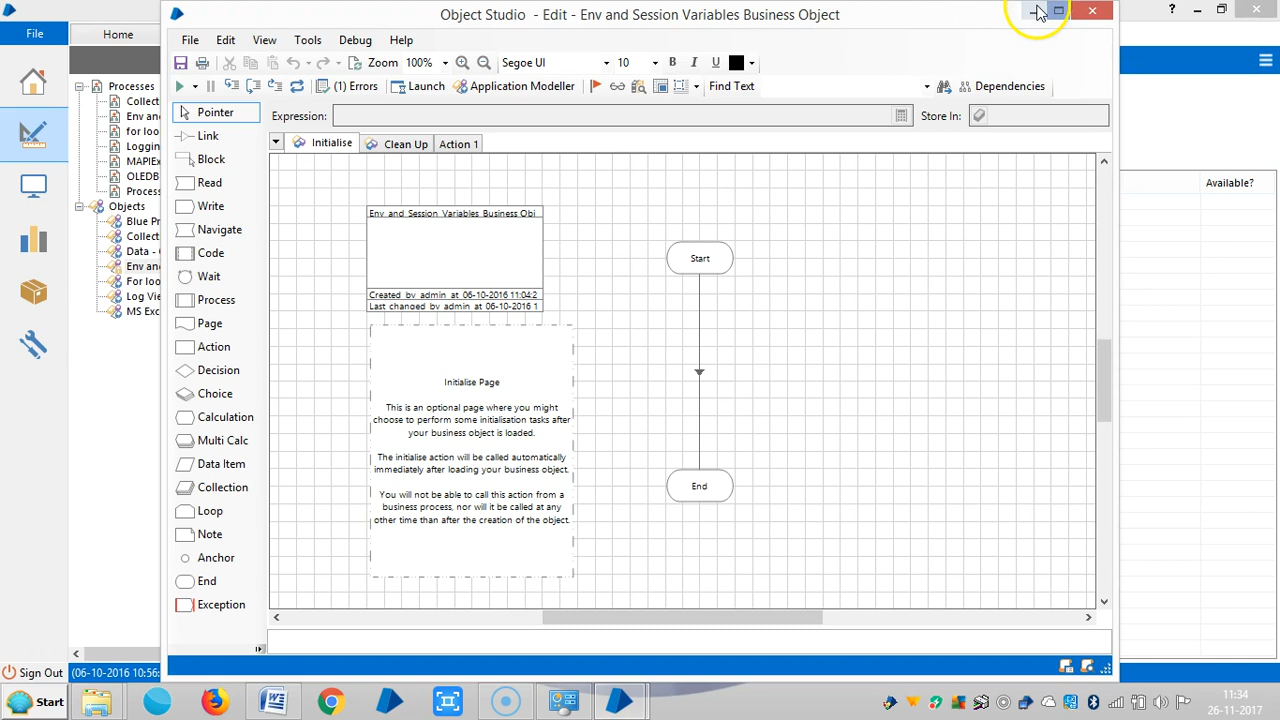 Object Studio - Edit - Env and Session Variables Business Object
File
Home
File Edit View Tools Debug Help
Zoom 100% Segoe UI 10 B I U
(1) Errors Launch Application Modeller Find Text Dependencies
Processes
Collect
Env an
for loo
Loggin
MAPIEx
OLEDB
Process
Objects
Blue Pr
Collect
Data - 
Env an
For loo
Log Vie
MS Exc
Pointer
Link
Block
Read
Write
Navigate
Code
Wait
Process
Page
Action
Decision
Choice
Calculation
Multi Calc
Data Item
Collection
Loop
Note
Anchor
End
Exception
Expression:
Store In:
Initialise Clean Up Action 1
Env and Session Variables Business Obj
Created by admin at 06-10-2016 11:04:2
Last changed by admin at 06-10-2016 1
Initialise Page
This is an optional page where you might
choose to perform some initialisation tasks after
your business object is loaded.
The initialise action will be called automatically
immediately after loading your business object.
You will not be able to call this action from a
business process, nor will it be called at any
other time than after the creation of the object.
Start
End
Available?
Sign Out
(06-10-2016 10:56:
Start
11:34
26-11-2017